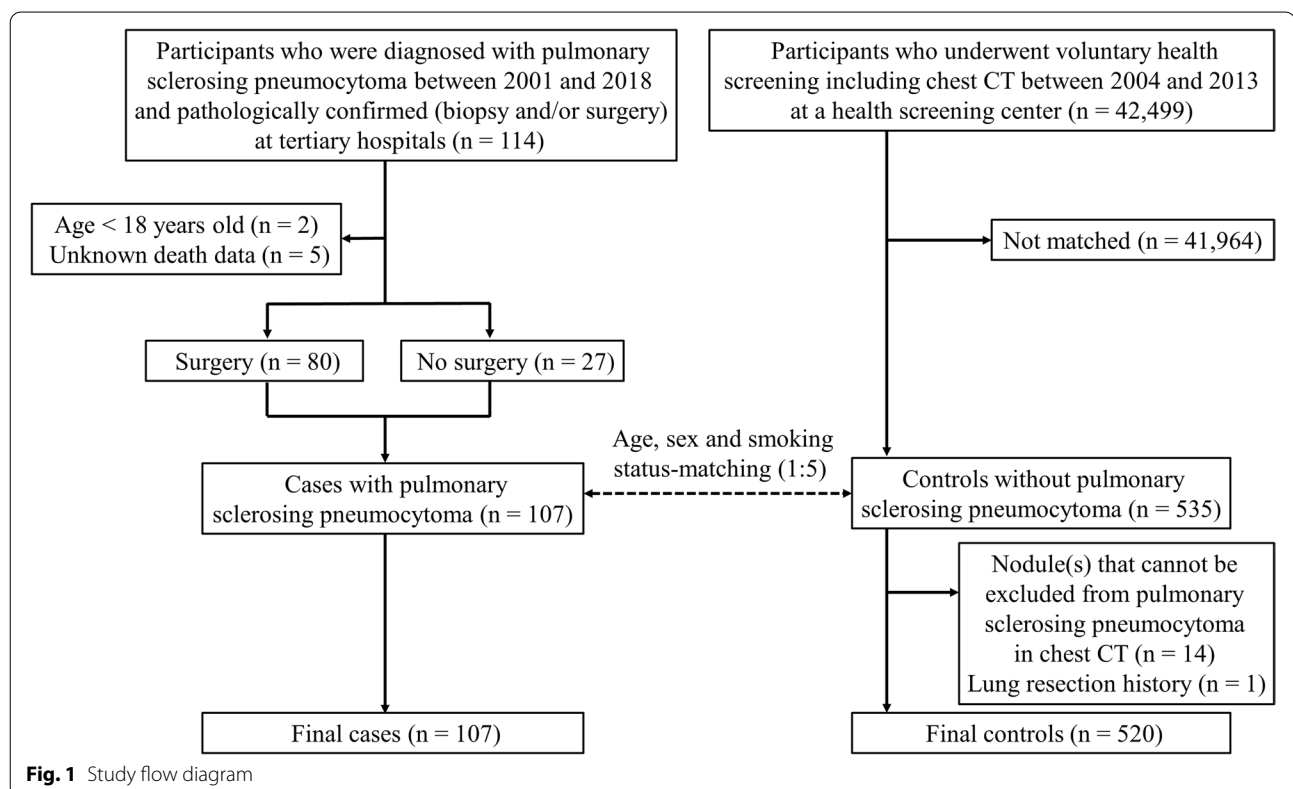 Participants who were diagnosed with pulmonary
sclerosing pneumocytoma between 2001 and 2018
and pathologically confirmed (biopsy and/or surgery)
at tertiary hospitals (n = 114)
Participants who underwent voluntary health
screening including chest CT between 2004 and 2013
at a health screening center (n = 42,499)
Age < 18 years old (n = 2)
Unknown death data (n = 5)
Not matched (n = 41,964)
Surgery (n = 80)
No surgery (n = 27)
Age, sex and smoking
status-matching (1:5)
Cases with pulmonary
sclerosing pneumocytoma (n = 107)
Controls without pulmonary
sclerosing pneumocytoma (n = 535)
Nodule(s) that cannot be
excluded from pulmonary
sclerosing pneumocytoma
in chest CT (n = 14)
Lung resection history (n = 1)
Final cases (n = 107)
Final controls (n = 520)
Fig. 1 Study flow diagram